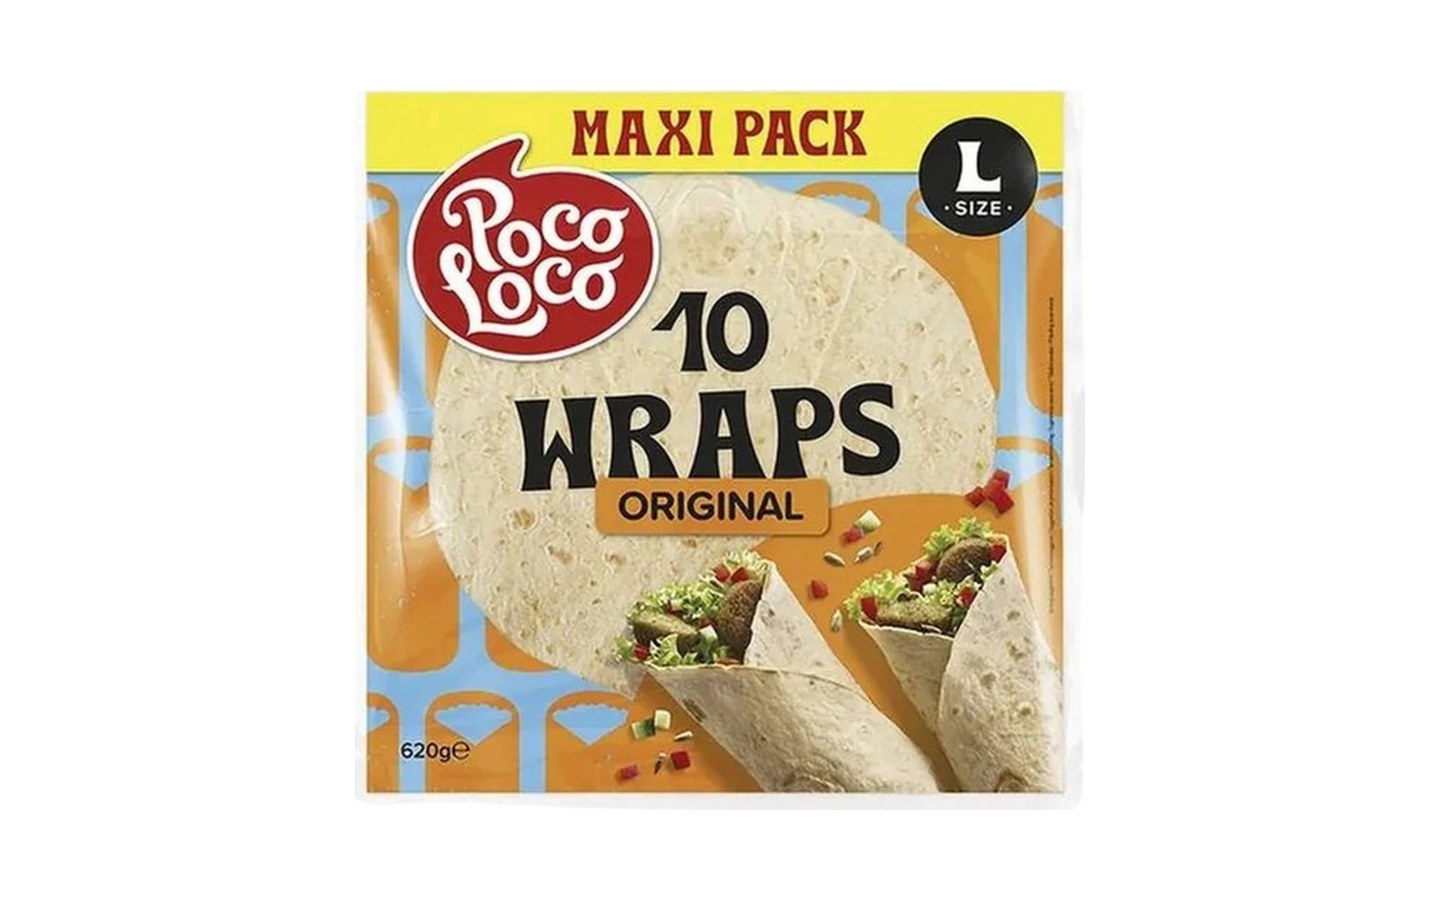 MAXI PACK
L
• SIZE •
Poco
Loco
10
WRAPS
ORIGINAL
620g℮